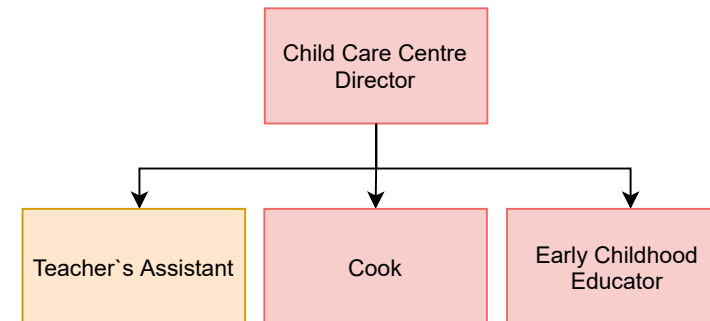 Child Care Centre
Director
Teacher`s Assistant
Cook
Early Childhood
Educator